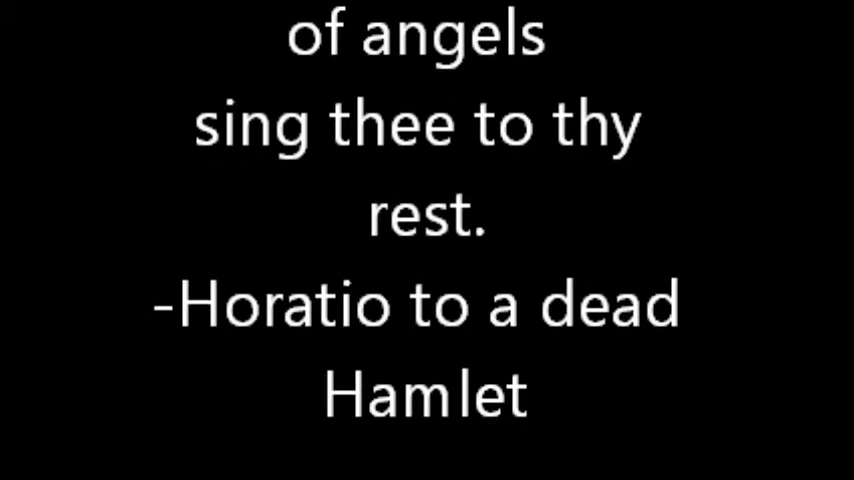 of angels
sing thee to thy
rest.
-Horatio to a dead
Hamlet